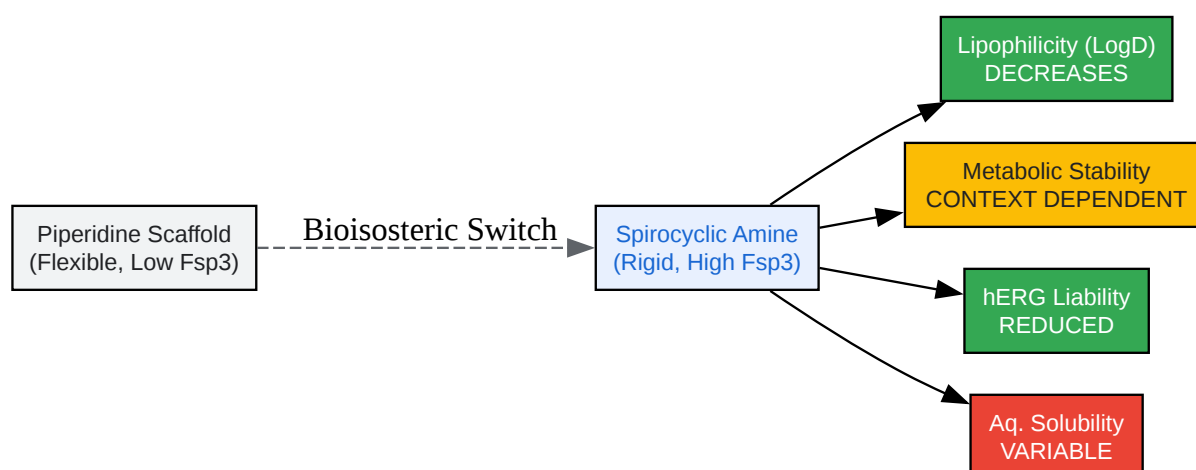 Piperidine Scaffold
(Flexible, Low Fsp3)
Bioisosteric Switch
Spirocyclic Amine
(Rigid, High Fsp3)
Lipophilicity (LogD)
DECREASES
Metabolic Stability
CONTEXT DEPENDENT
hERG Liability
REDUCED
Aq. Solubility
VARIABLE